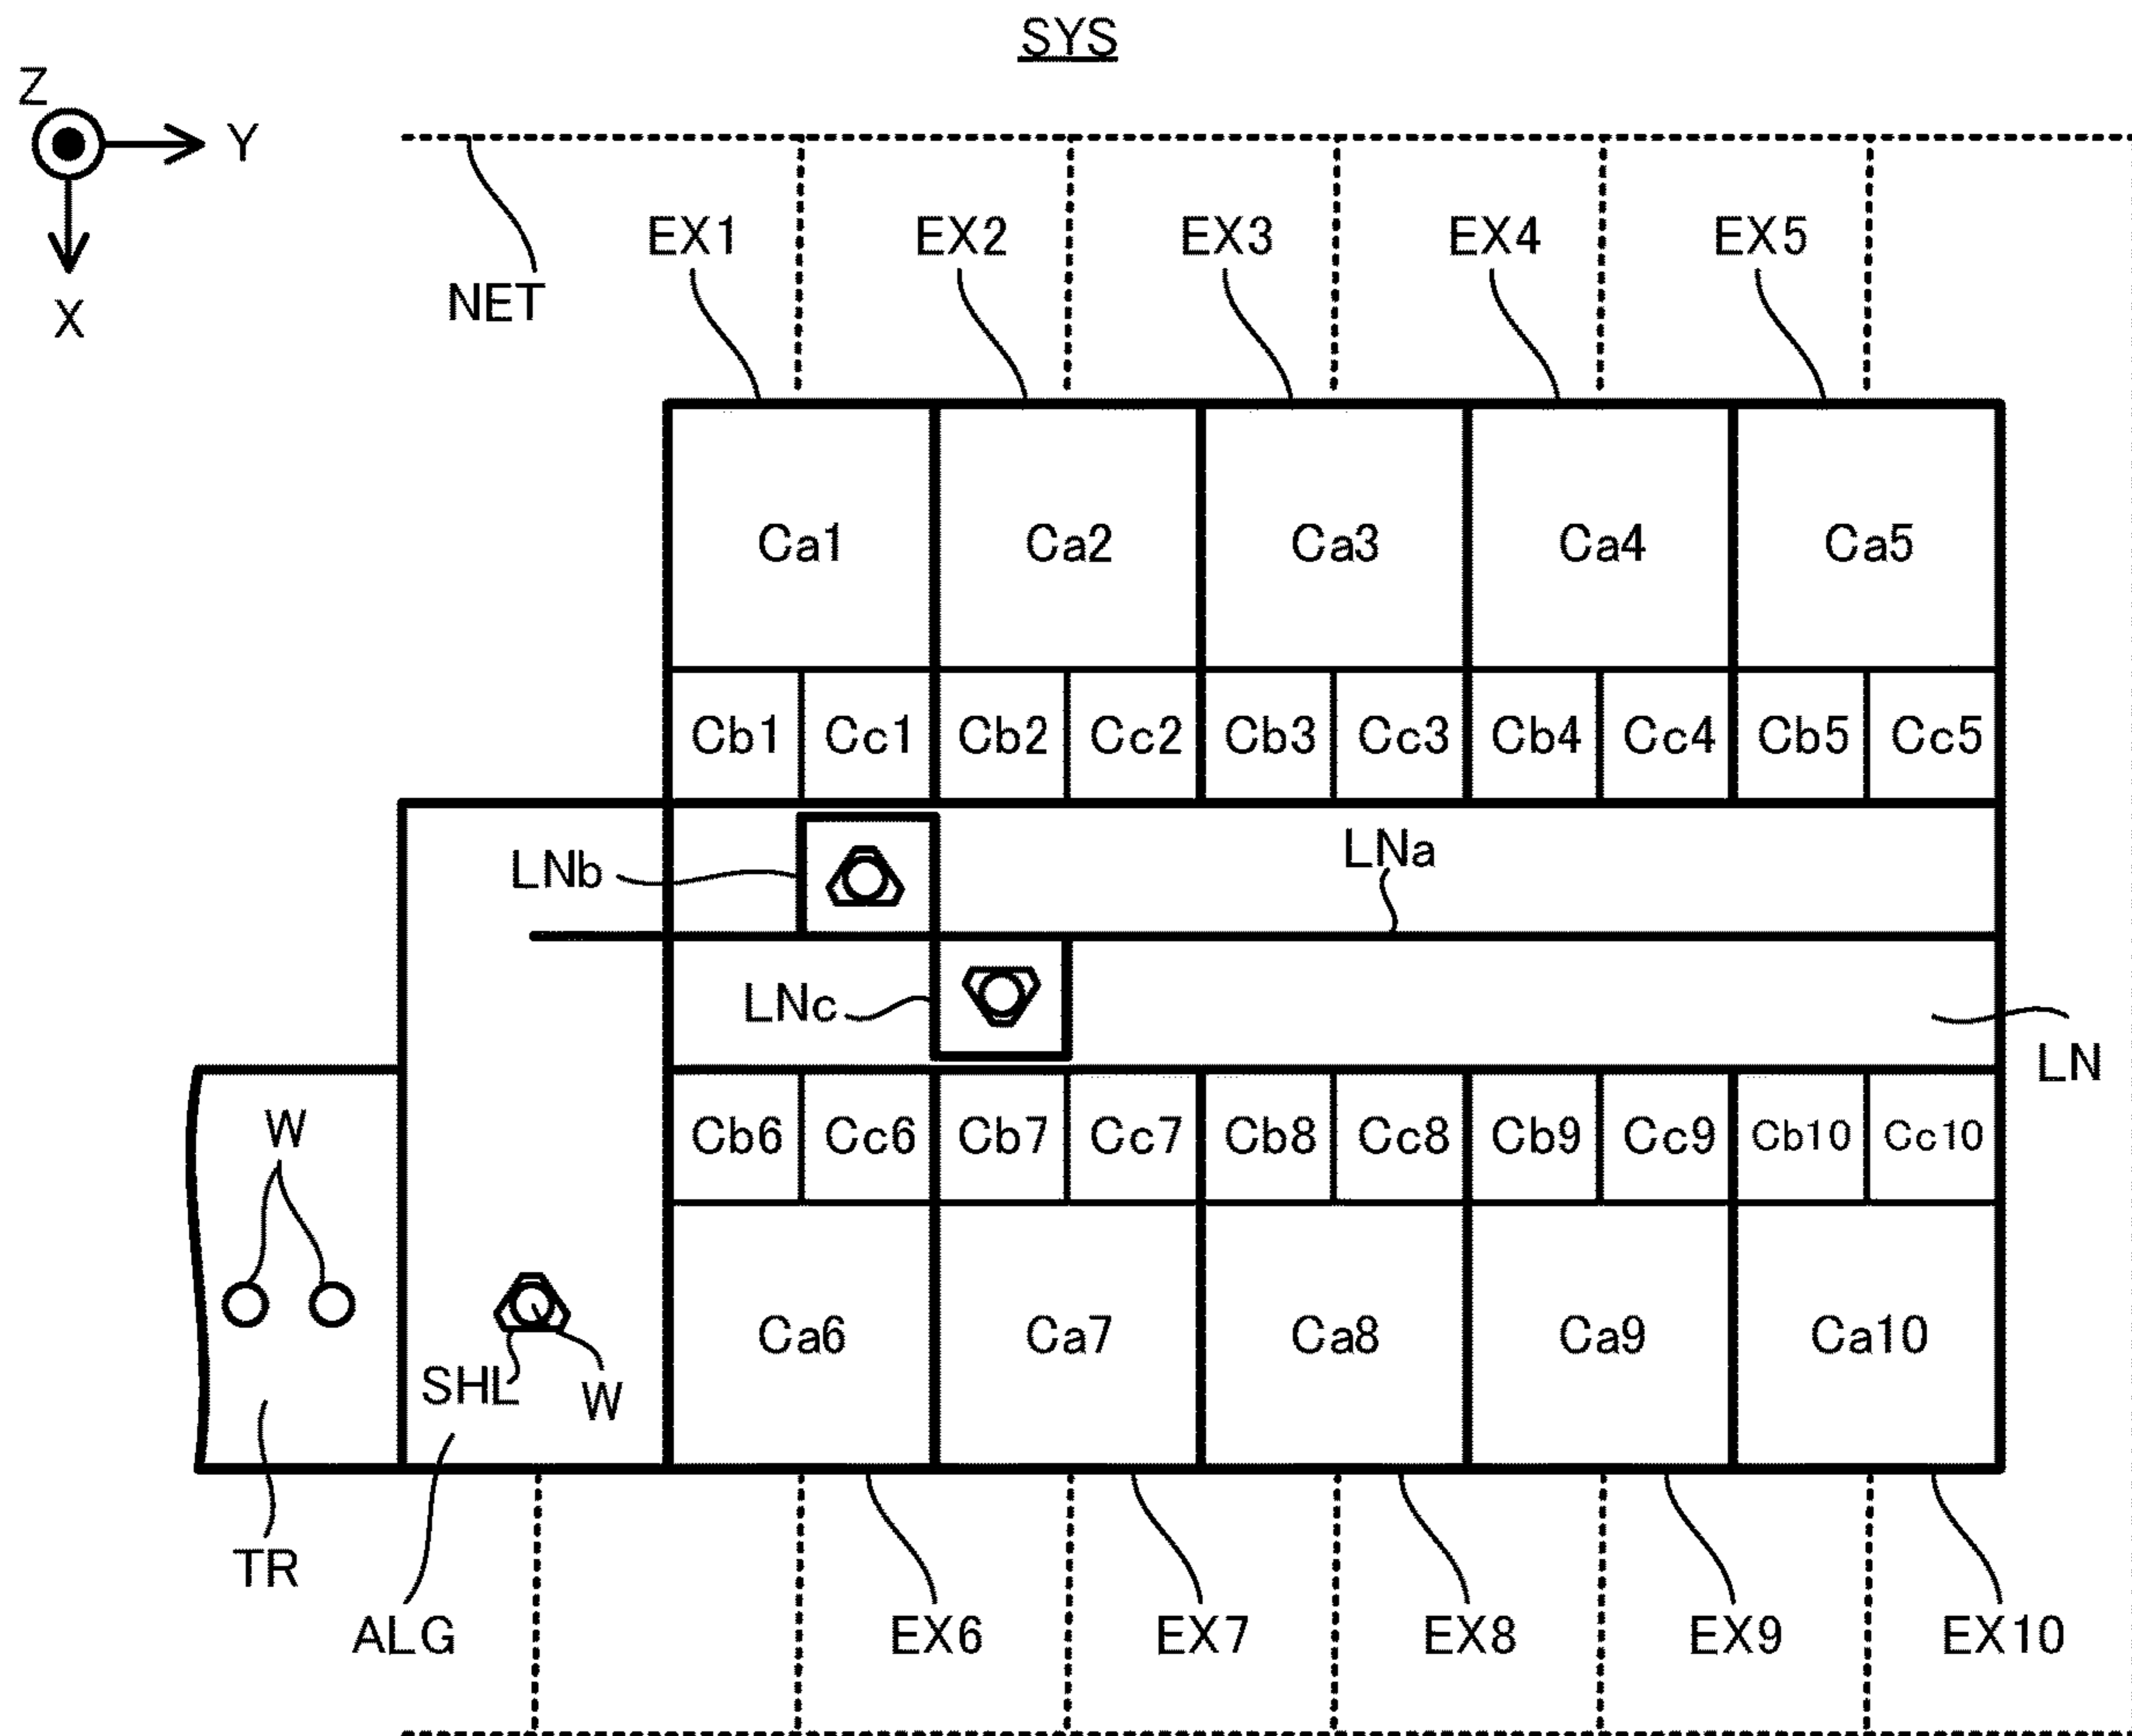 SYS
Z
Y
X
NET
EX1 EX2 EX3 EX4 EX5
Ca1 Ca2 Ca3 Ca4 Ca5
Cb1 Cc1 Cb2 Cc2 Cb3 Cc3 Cb4 Cc4 Cb5 Cc5
LNb
LNa
LNc
LN
W
Cb6 Cc6 Cb7 Cc7 Cb8 Cc8 Cb9 Cc9 Cb10 Cc10
Ca6 Ca7 Ca8 Ca9 Ca10
SHL
W
TR
ALG
EX6 EX7 EX8 EX9 EX10